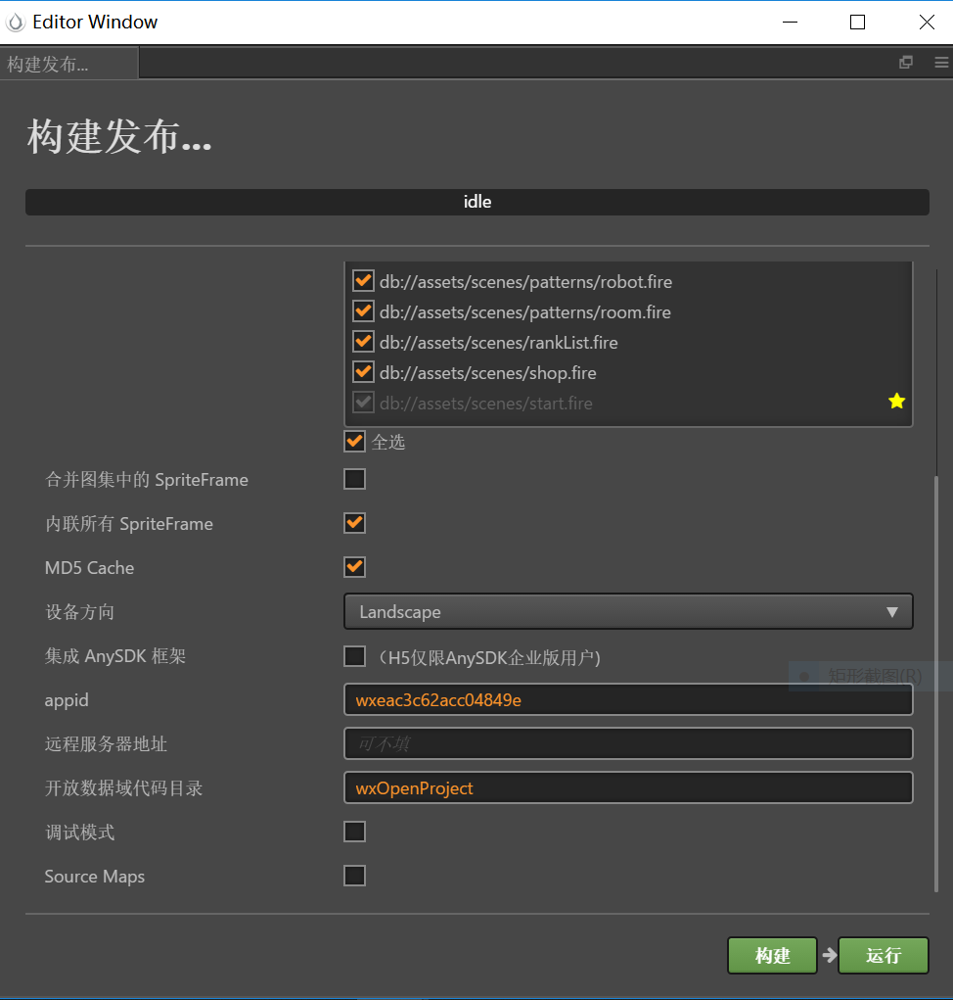 Editor Window
构建发布...
构建发布...
idle
db://assets/scenes/patterns/robot.fire
db://assets/scenes/patterns/room.fire
db://assets/scenes/rankList.fire
db://assets/scenes/shop.fire
db://assets/scenes/start.fire
全选
合并图集中的 SpriteFrame
内联所有 SpriteFrame
MD5 Cache
设备方向 Landscape
集成 AnySDK 框架 （H5仅限AnySDK企业版用户)
矩形截图(R)
appid wxeac3c62acc04849e
远程服务器地址 可不填
开放数据域代码目录 wxOpenProject
调试模式
Source Maps
构建 运行